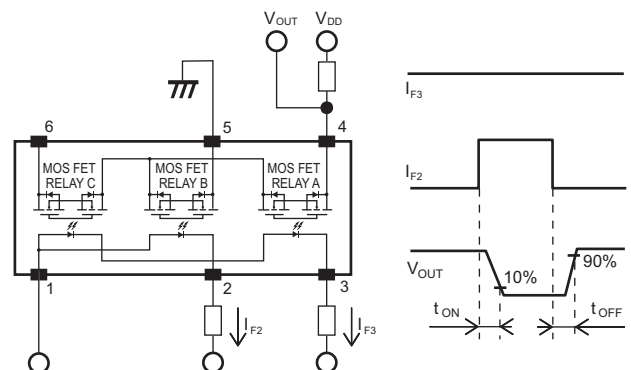 VOUT VDD
6 5 4
MOS FET RELAY C
MOS FET RELAY B
MOS FET RELAY A
1 2 3
IF2 IF3
IF3
IF2
VOUT
10%
90%
tON tOFF